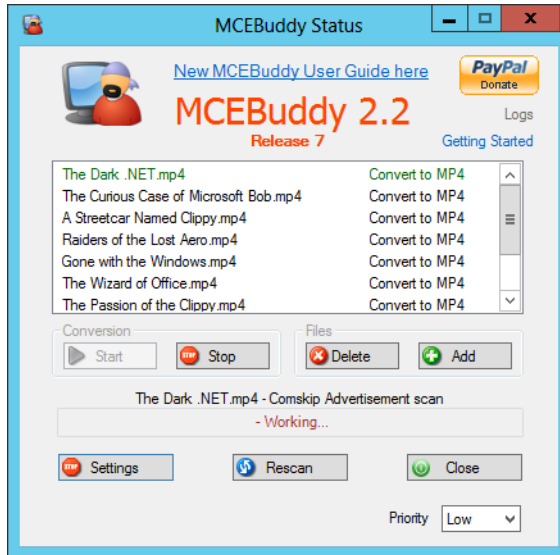 MCEBuddy Status
New MCEBuddy User Guide here
PayPal
Donate
MCEBuddy 2.2
Release 7
Logs
Getting Started
The Dark .NET.mp4 Convert to MP4
The Curious Case of Microsoft Bob.mp4 Convert to MP4
A Streetcar Named Clippy.mp4 Convert to MP4
Raiders of the Lost Aero.mp4 Convert to MP4
Gone with the Windows.mp4 Convert to MP4
The Wizard of Office.mp4 Convert to MP4
The Passion of the Clippy.mp4 Convert to MP4
Conversion Files
Start STOP Stop Delete Add
The Dark .NET.mp4 - Comskip Advertisement scan
- Working...
STOP Settings Rescan Close
Priority Low